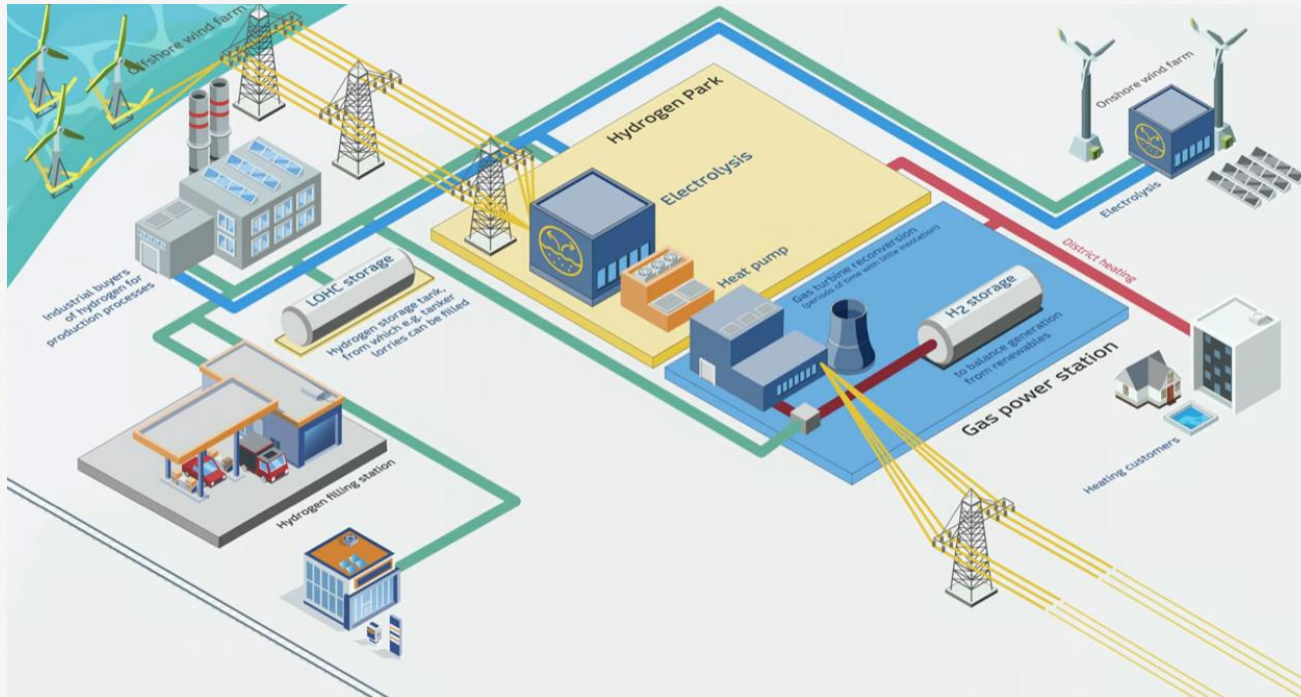 Offshore wind farm
Hydrogen Park
Electrolysis
Heat pump
Onshore wind farm
Electrolysis
District heating
Industrial buyers
of hydrogen for
production processes
LOHC storage
Hydrogen storage tank,
from which e.g. tanker
lorries can be filled
Gas turbine reconversion
(periods of time with little insolation)
H2 storage
to balance generation
from renewables
Gas power station
Heating customers
Hydrogen filling station